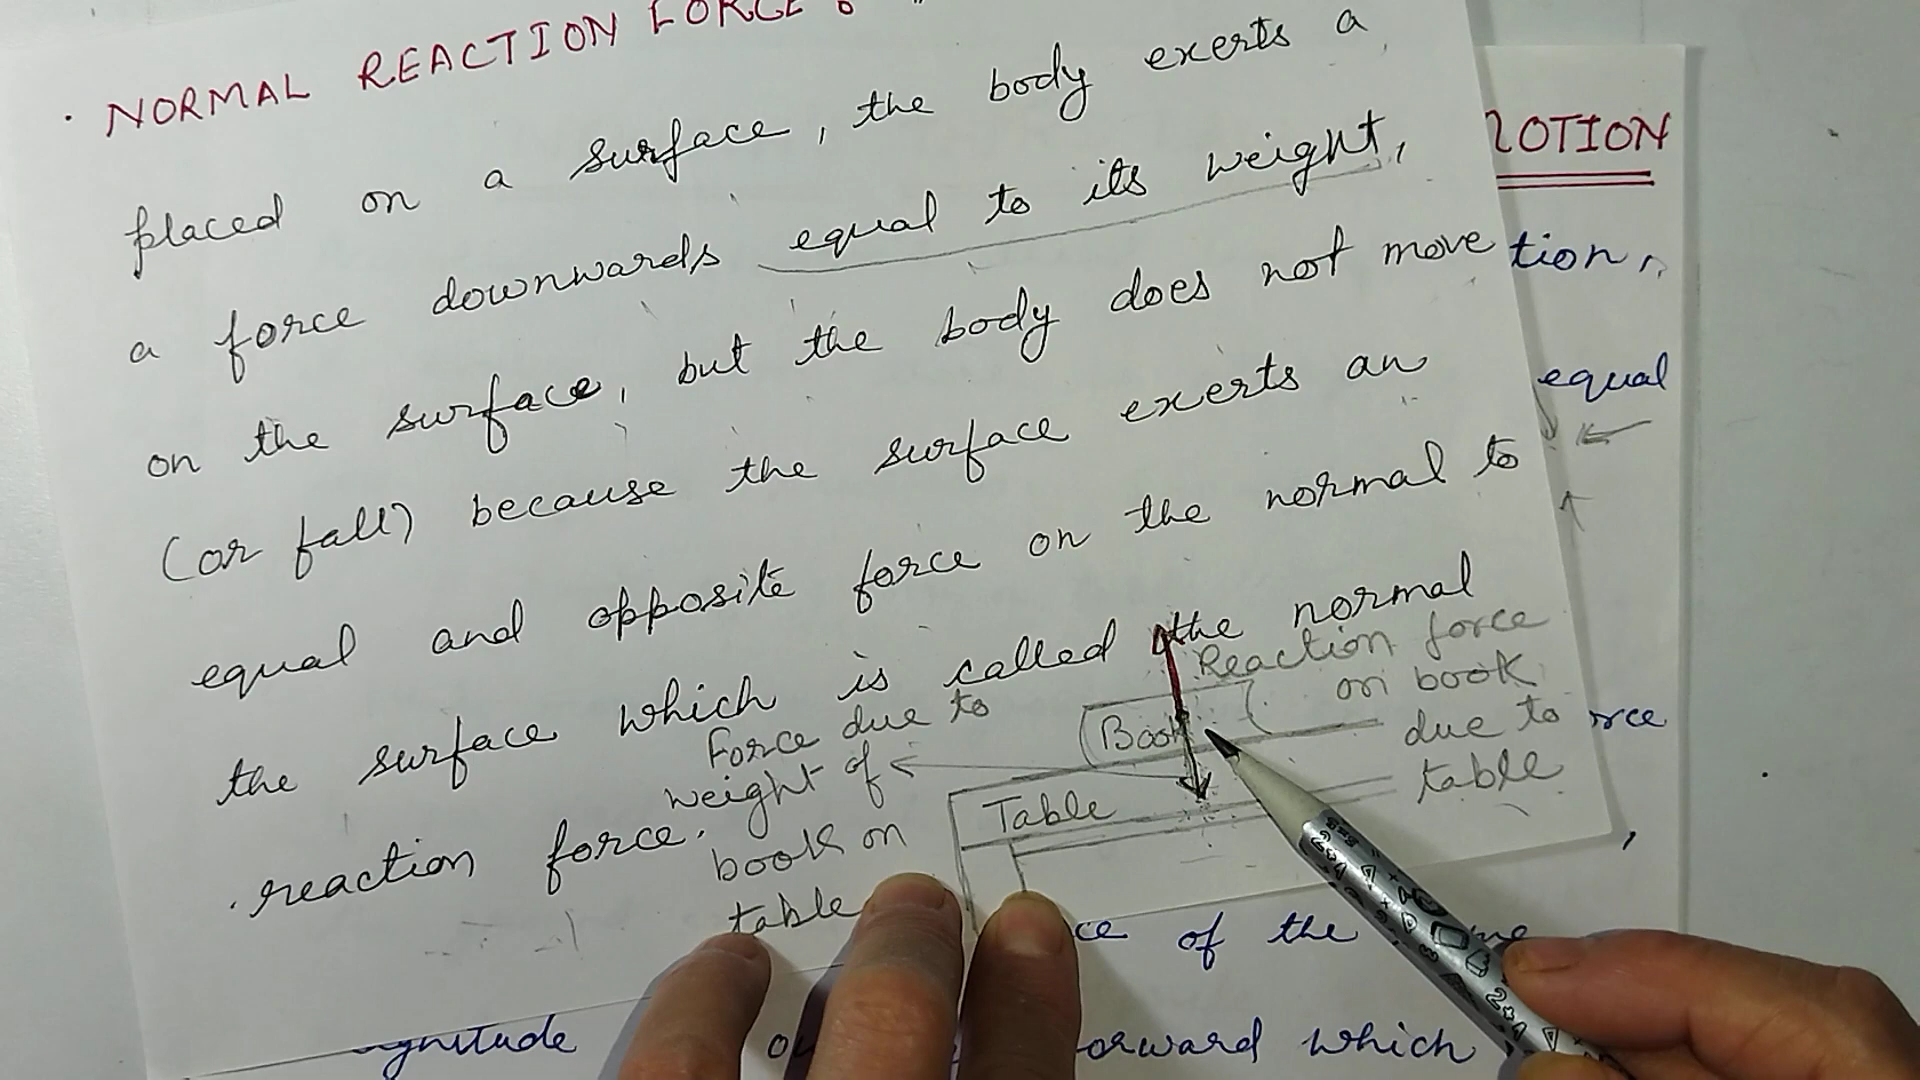 NORMAL REACTION FORCE :
placed on a surface, the body exerts a
a force downwards equal to its weight,
on the surface, but the body does not move
(or fall) because the surface exerts an
equal and opposite force on the normal to
the surface which is called the normal
reaction force.
Force due to
weight of
book on
table
Book
Table
Reaction force
on book
due to
table
OTION
tion,
equal
rce
ce of the
gnitude
orward which